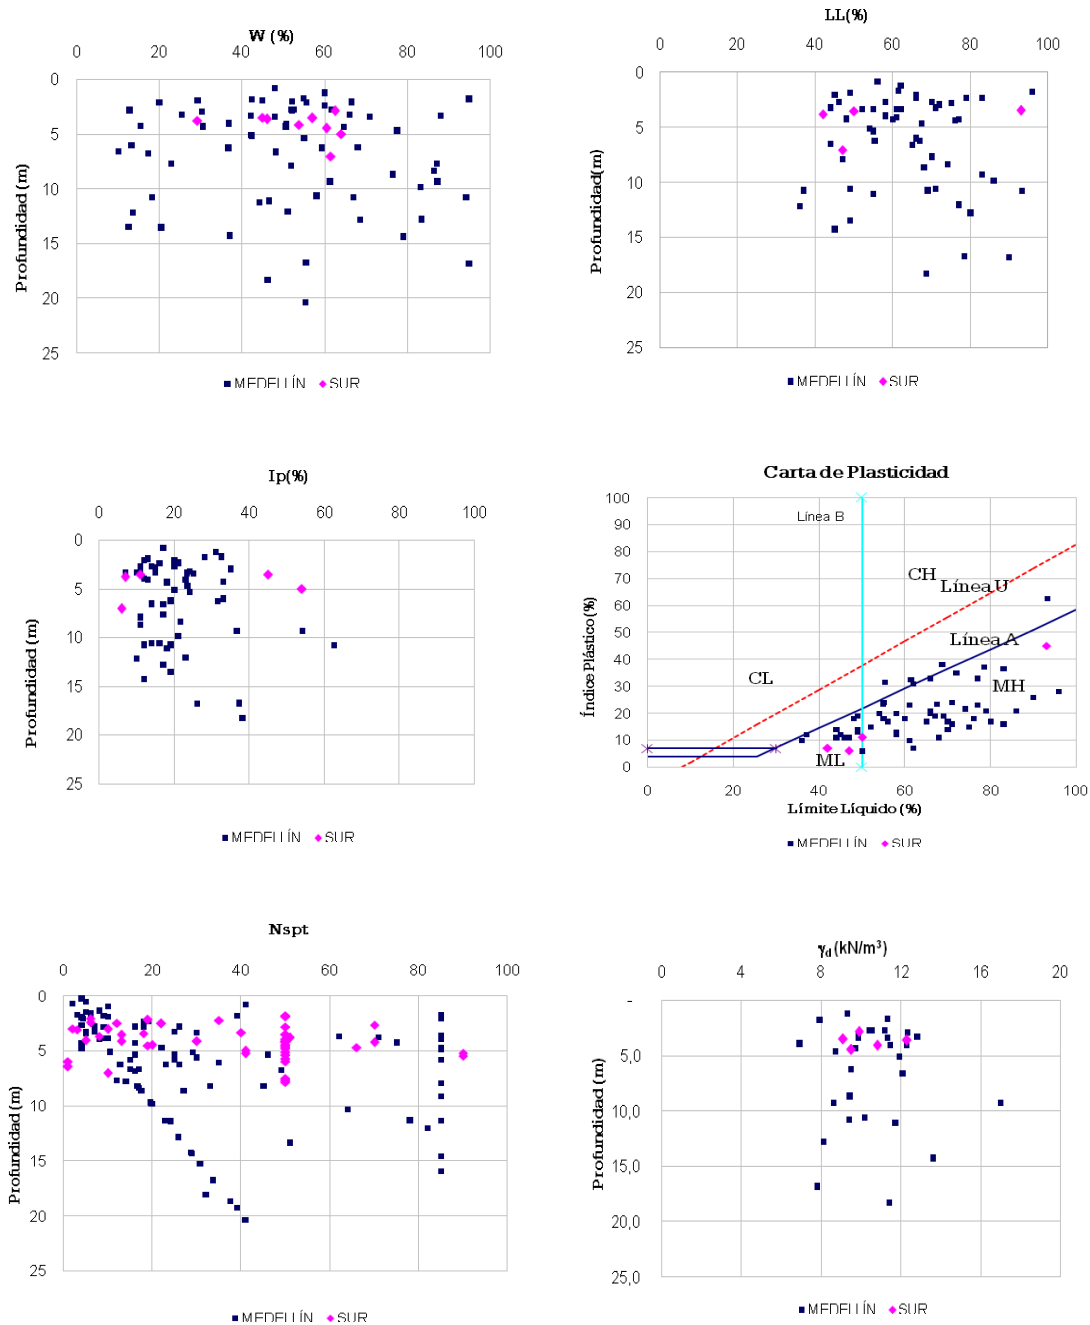 W (%)
0 20 40 60 80 100
0
5
10
15
20
25
Profundidad (m)
MEDELLÍN SUR
LL(%)
0 20 40 60 80 100
0
5
10
15
20
25
Profundidad(m)
MEDELLÍN SUR
Ip(%)
0 20 40 60 80 100
0
5
10
15
20
25
Profundidad (m)
MEDELLÍN SUR
Carta de Plasticidad
100
90
80
70
60
50
40
30
20
10
0
Índice Plástico(%)
Línea B
CH
Línea U
Línea A
CL
MH
ML
0 20 40 60 80 100
Límite Líquido (%)
MEDELLÍN SUR
Nspt
0 20 40 60 80 100
0
5
10
15
20
25
Profundidad (m)
MEDELLÍN SUR
γd (kN/m³)
0 4 8 12 16 20
-
5,0
10,0
15,0
20,0
25,0
Profundidad (m)
MEDELLÍN SUR